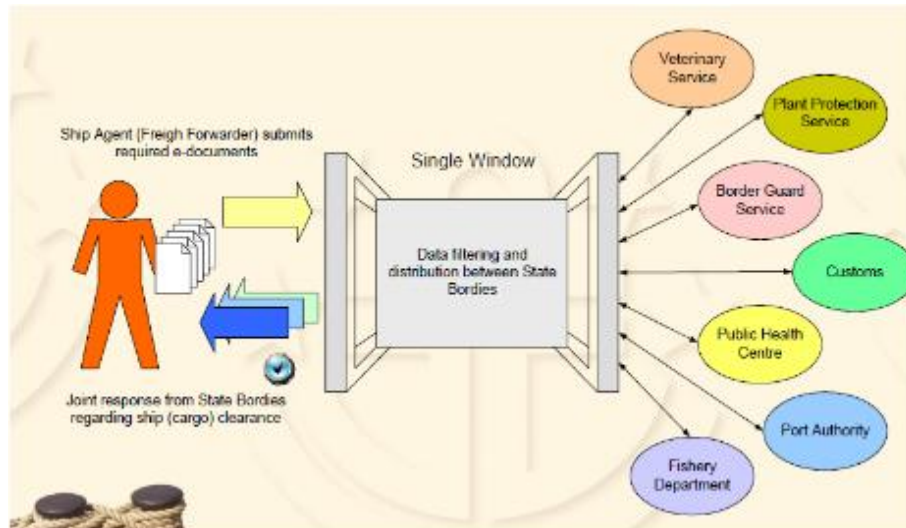 Ship Agent (Freigh Forwarder) submits
required e-documents
Single Window
Data filtering and
distribution between State
Bordies
Joint response from State Bordies
regarding ship (cargo) clearance
Veterinary
Service
Plant Protection
Service
Border Guard
Service
Customs
Public Health
Centre
Port Authority
Fishery
Department